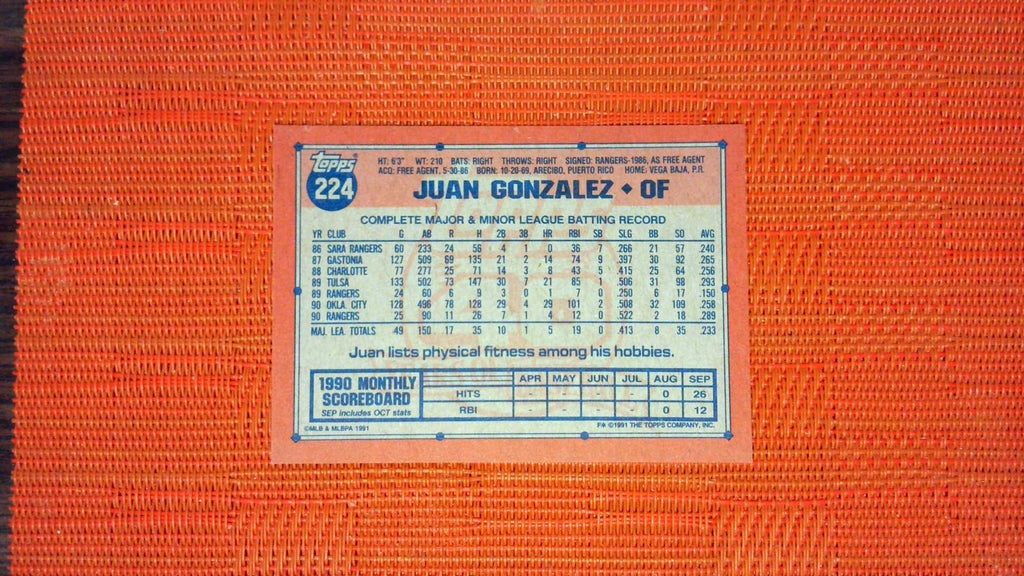 topps
224
HT: 6'3" WT: 210 BATS: RIGHT THROWS: RIGHT SIGNED: RANGERS-1986, AS FREE AGENT
ACQ: FREE AGENT, 5-30-86 BORN: 10-20-69, ARECIBO, PUERTO RICO HOME: VEGA BAJA, P.R.
JUAN GONZALEZ ♦ OF
COMPLETE MAJOR & MINOR LEAGUE BATTING RECORD
YR CLUB G AB R H 2B 3B HR RBI SB SLG BB SO AVG
86 SARA RANGERS 60 233 24 56 4 1 0 36 7 .266 21 57 .240
87 GASTONIA 127 509 69 135 21 2 14 74 9 .397 30 92 .265
88 CHARLOTTE 77 277 25 71 14 3 8 43 5 .415 25 64 .256
89 TULSA 133 502 73 147 30 7 21 85 1 .506 31 98 .293
89 RANGERS 24 60 6 9 3 0 1 7 0 .250 6 17 .150
90 OKLA. CITY 128 496 78 128 29 4 29 101 2 .508 32 109 .258
90 RANGERS 25 90 11 26 7 1 4 12 0 .522 2 18 .289
MAJ. LEA. TOTALS 49 150 17 35 10 1 5 19 0 .413 8 35 .233
Juan lists physical fitness among his hobbies.
1990 MONTHLY SCOREBOARD
SEP includes OCT stats
APR MAY JUN JUL AUG SEP
HITS - - - - 0 26
RBI - - - - 0 12
©MLB & MLBPA 1991
F* ©1991 THE TOPPS COMPANY, INC.